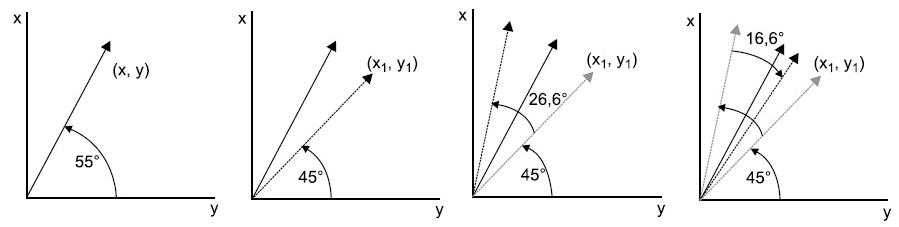 x
(x, y)
55°
y
x
(x₁, y₁)
45°
y
x
(x₁, y₁)
26,6°
45°
y
x
16,6°
(x₁, y₁)
45°
y